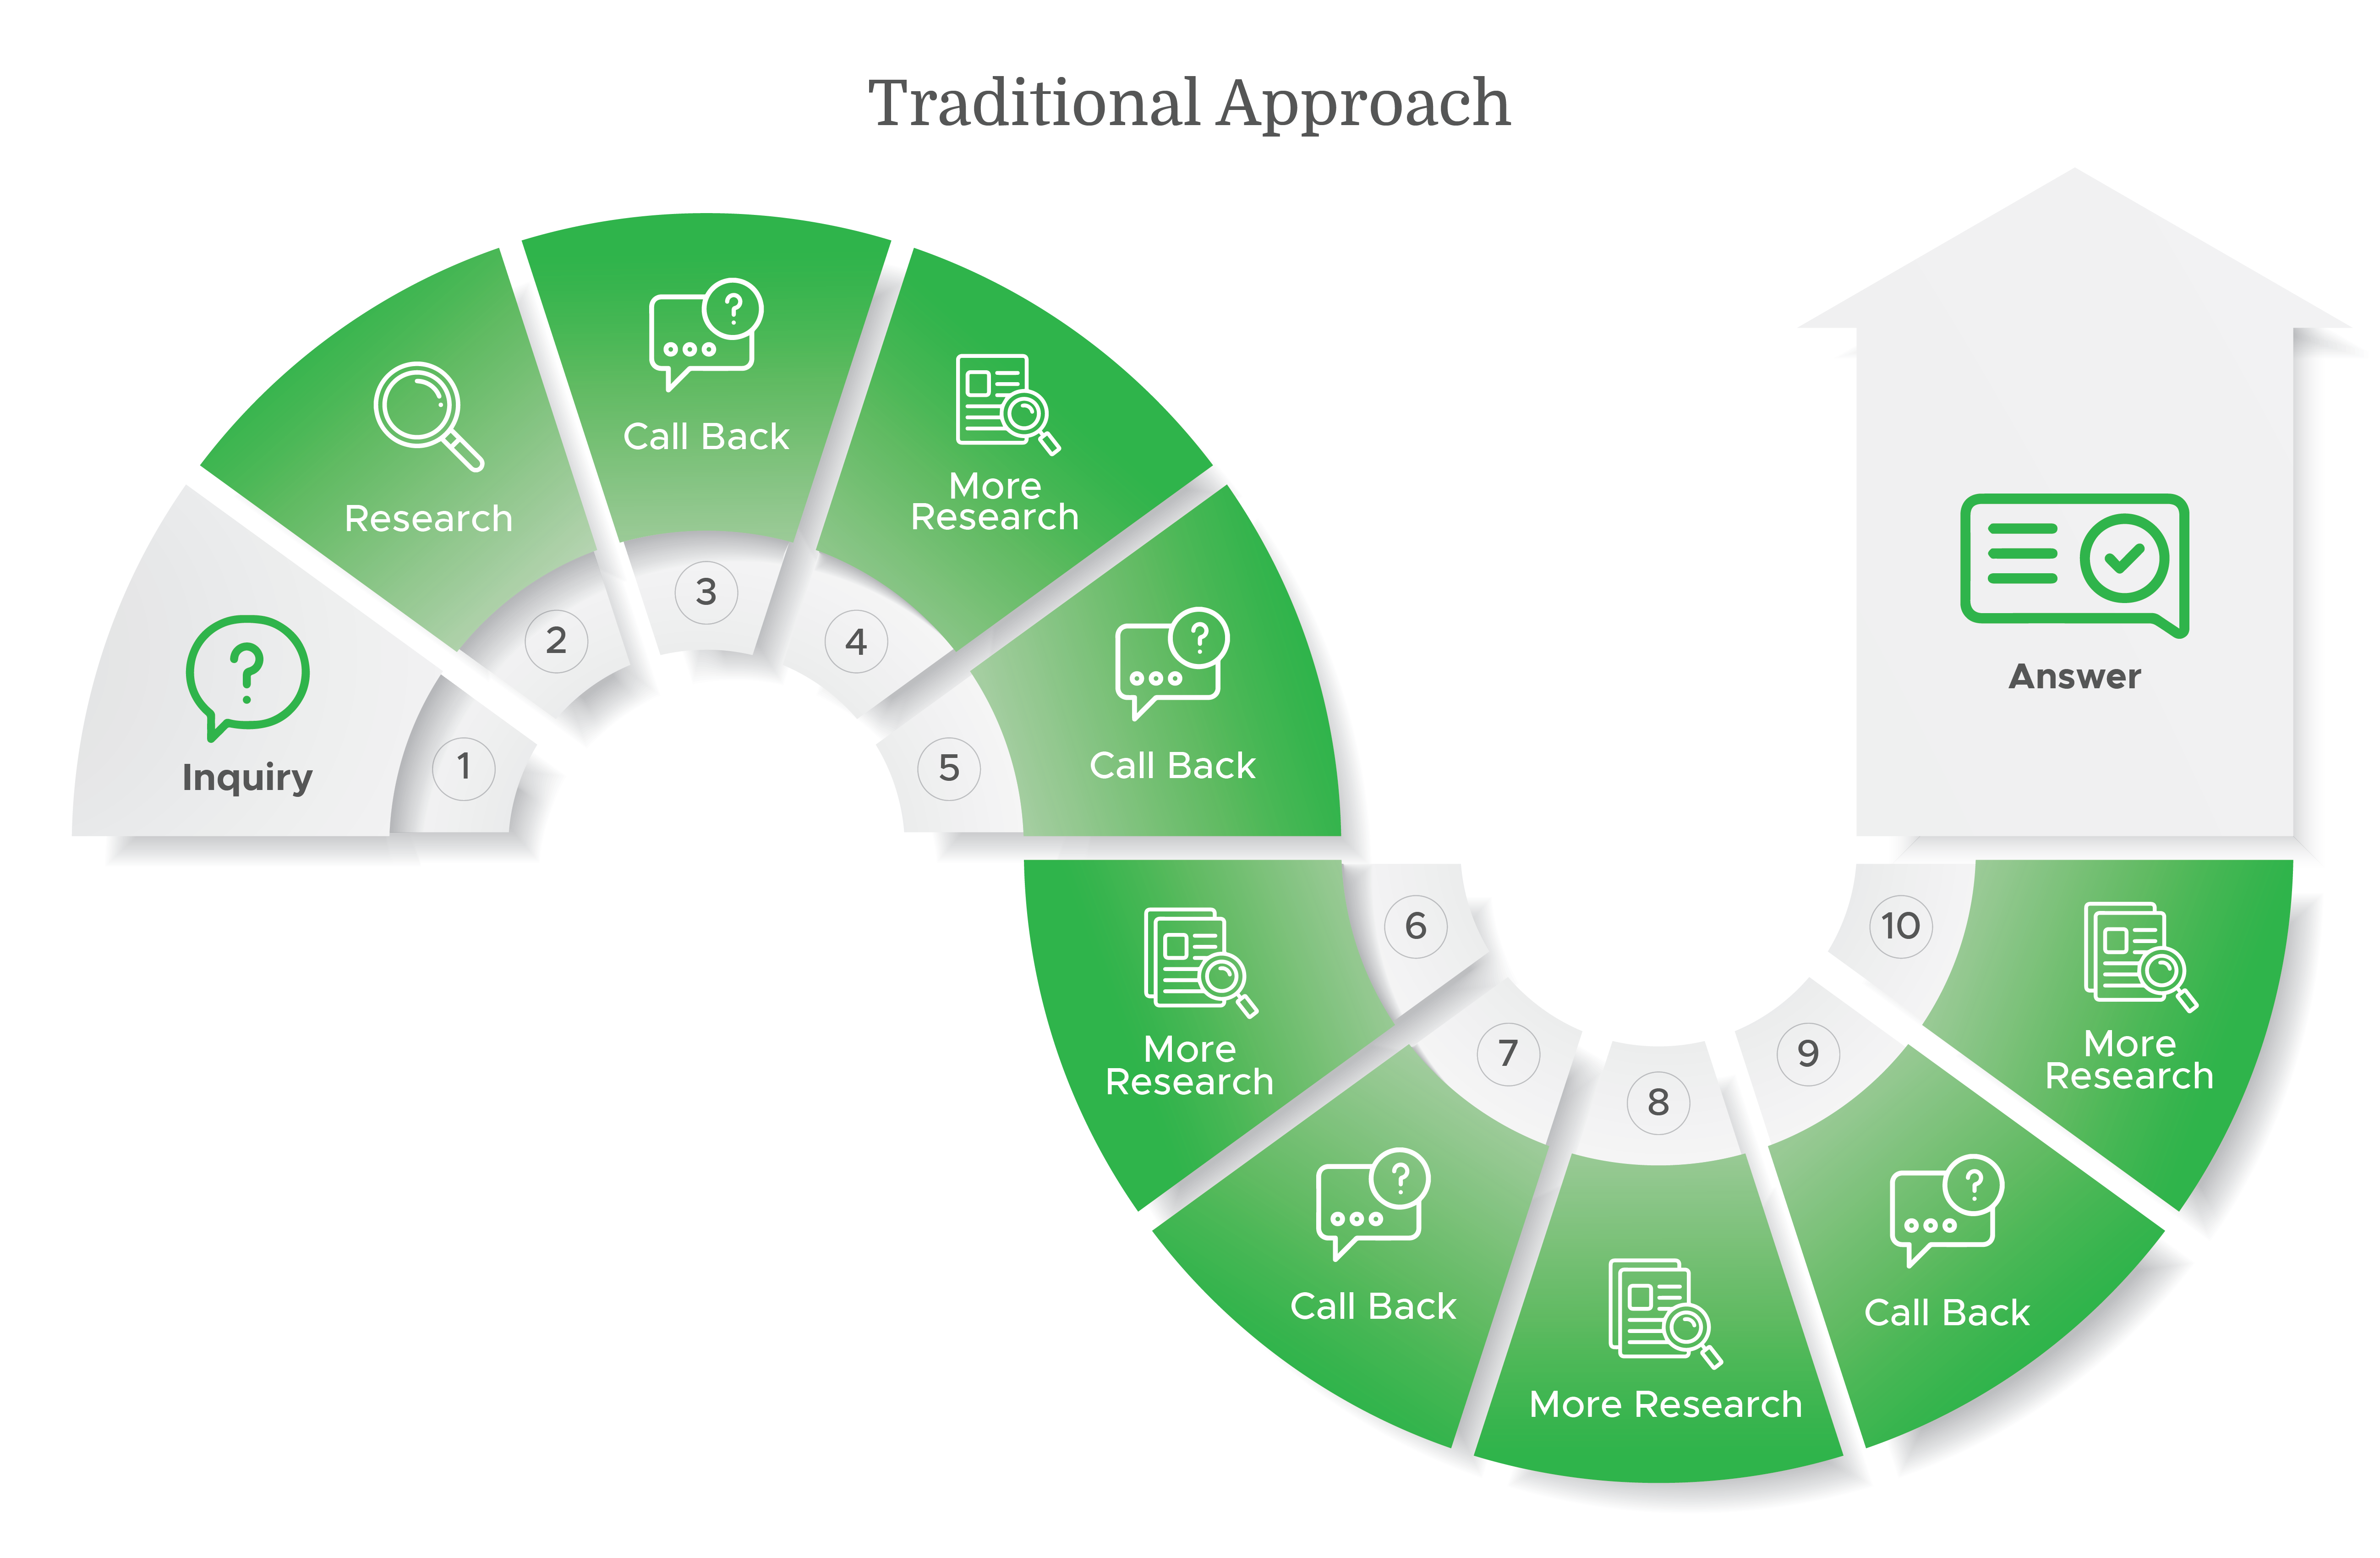 Traditional Approach
Inquiry
1
Research
2
Call Back
3
More
Research
4
Call Back
5
More
Research
6
Call Back
7
More Research
8
Call Back
9
More
Research
10
Answer